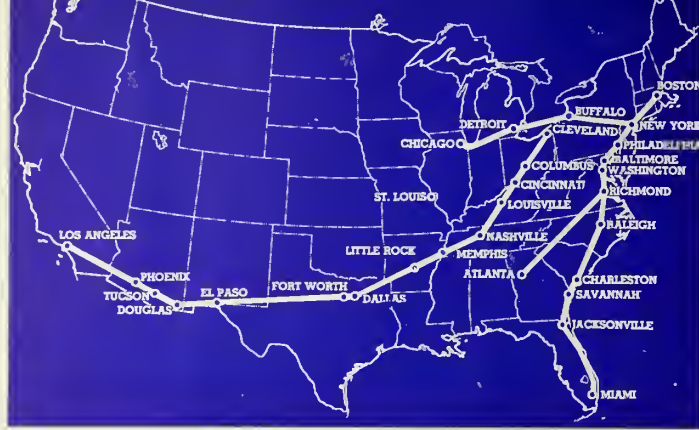 BOSTON
BUFFALO
DETROIT
NEW YORK
CLEVELAND
CHICAGO
PHILADELPHIA
BALTIMORE
COLUMBUS
WASHINGTON
CINCINNATI
RICHMOND
ST. LOUIS
LOUISVILLE
RALEIGH
LOS ANGELES
NASHVILLE
LITTLE ROCK
MEMPHIS
ATLANTA
PHOENIX
CHARLESTON
FORT WORTH
EL PASO
TUCSON
SAVANNAH
DALLAS
DOUGLAS
JACKSONVILLE
MIAMI